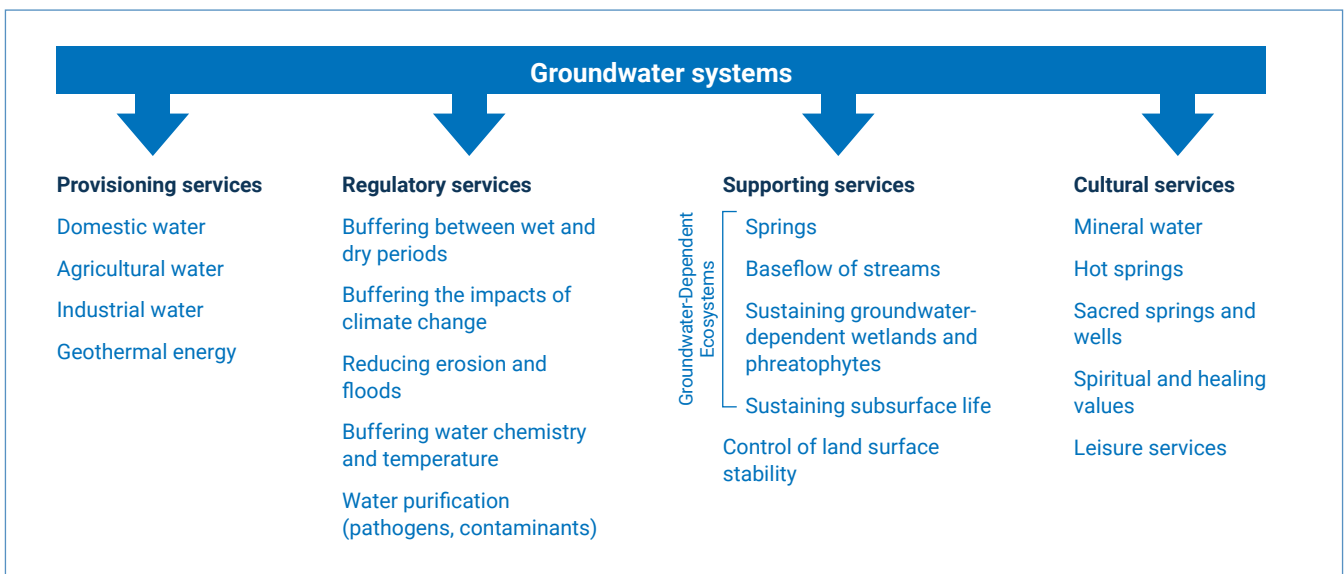 Groundwater systems
Provisioning services
Domestic water
Agricultural water
Industrial water
Geothermal energy
Regulatory services
Buffering between wet and
dry periods
Buffering the impacts of
climate change
Reducing erosion and
floods
Buffering water chemistry
and temperature
Water purification
(pathogens, contaminants)
Supporting services
Groundwater-Dependent
Ecosystems
Springs
Baseflow of streams
Sustaining groundwater-
dependent wetlands and
phreatophytes
Sustaining subsurface life
Control of land surface
stability
Cultural services
Mineral water
Hot springs
Sacred springs and
wells
Spiritual and healing
values
Leisure services